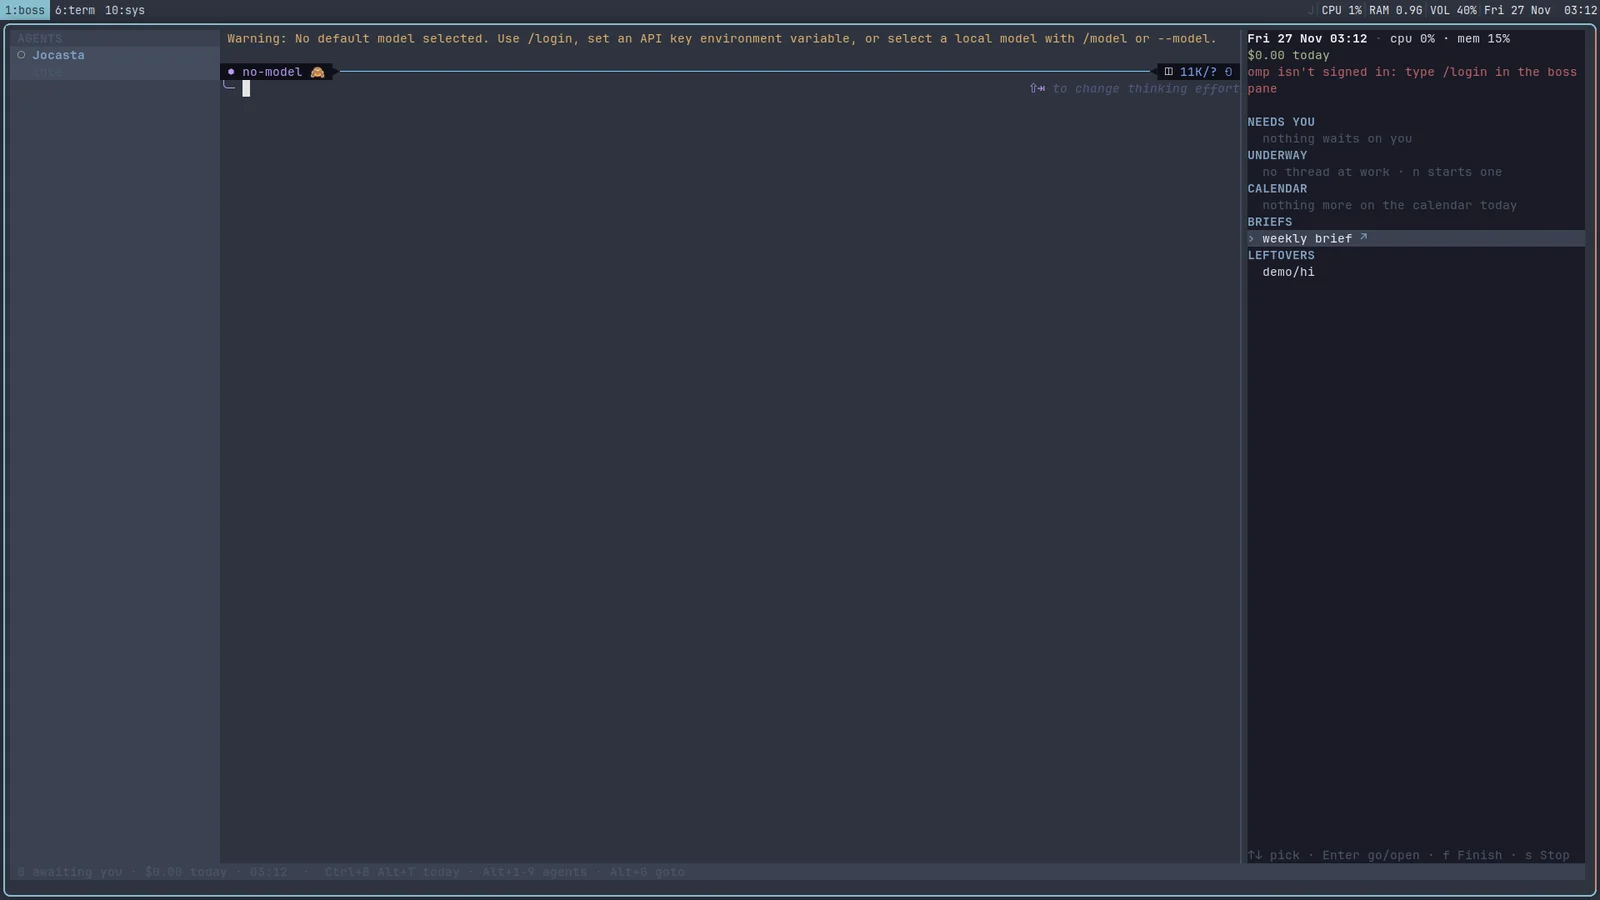 1:boss 6:term 10:sys
J CPU 1% RAM 0.9G VOL 40% Fri 27 Nov 03:12
AGENTS
○ Jocasta
idle
Warning: No default model selected. Use /login, set an API key environment variable, or select a local model with /model or --model.
no-model 🙈
11K/?
⇧⇥ to change thinking effort
Fri 27 Nov 03:12 · cpu 0% · mem 15%
$0.00 today
omp isn't signed in: type /login in the boss
pane
NEEDS YOU
nothing waits on you
UNDERWAY
no thread at work · n starts one
CALENDAR
nothing more on the calendar today
BRIEFS
› weekly brief ↗
LEFTOVERS
demo/hi
↑↓ pick · Enter go/open · f Finish · s Stop
0 awaiting you · $0.00 today · 03:12 · Ctrl+B Alt+T today · Alt+1-9 agents · Alt+G goto